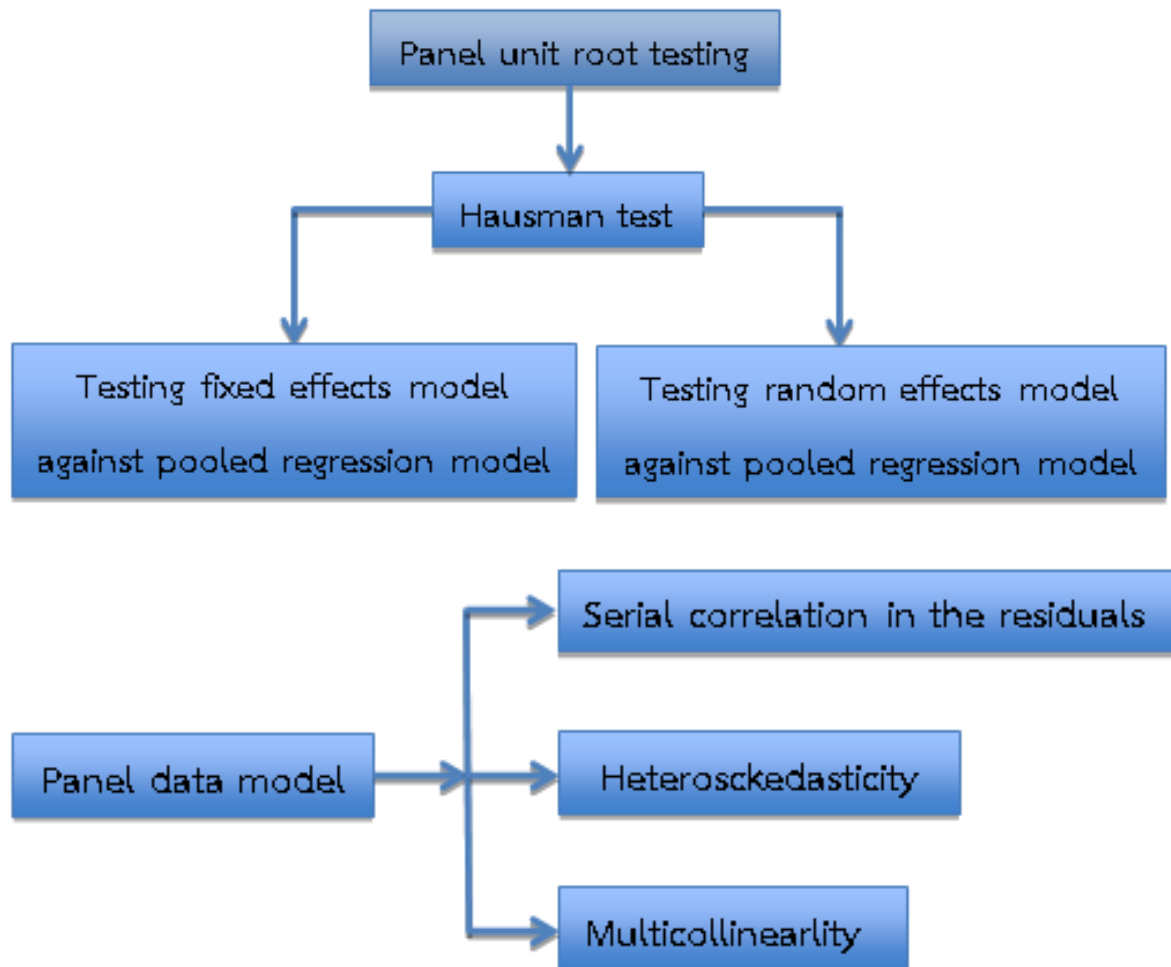 Panel unit root testing
Hausman test
Testing fixed effects model
against pooled regression model
Testing random effects model
against pooled regression model
Serial correlation in the residuals
Panel data model
Heterosckedasticity
Multicollinearlity